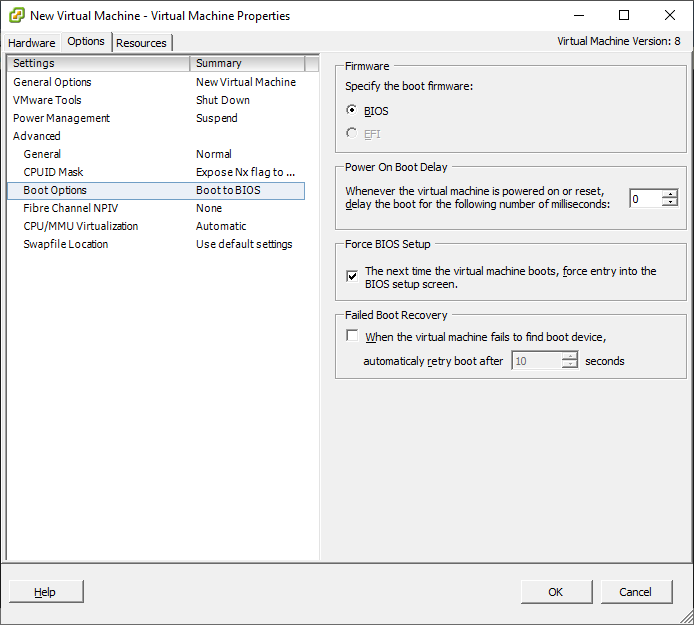 New Virtual Machine - Virtual Machine Properties
Hardware Options Resources Virtual Machine Version: 8
Settings Summary
General Options New Virtual Machine
VMware Tools Shut Down
Power Management Suspend
Advanced
General Normal
CPUID Mask Expose Nx flag to ...
Boot Options Boot to BIOS
Fibre Channel NPIV None
CPU/MMU Virtualization Automatic
Swapfile Location Use default settings
Firmware
Specify the boot firmware:
BIOS
EFI
Power On Boot Delay
Whenever the virtual machine is powered on or reset,
delay the boot for the following number of milliseconds: 0
Force BIOS Setup
The next time the virtual machine boots, force entry into the
BIOS setup screen.
Failed Boot Recovery
When the virtual machine fails to find boot device,
automaticaly retry boot after 10 seconds
Help OK Cancel